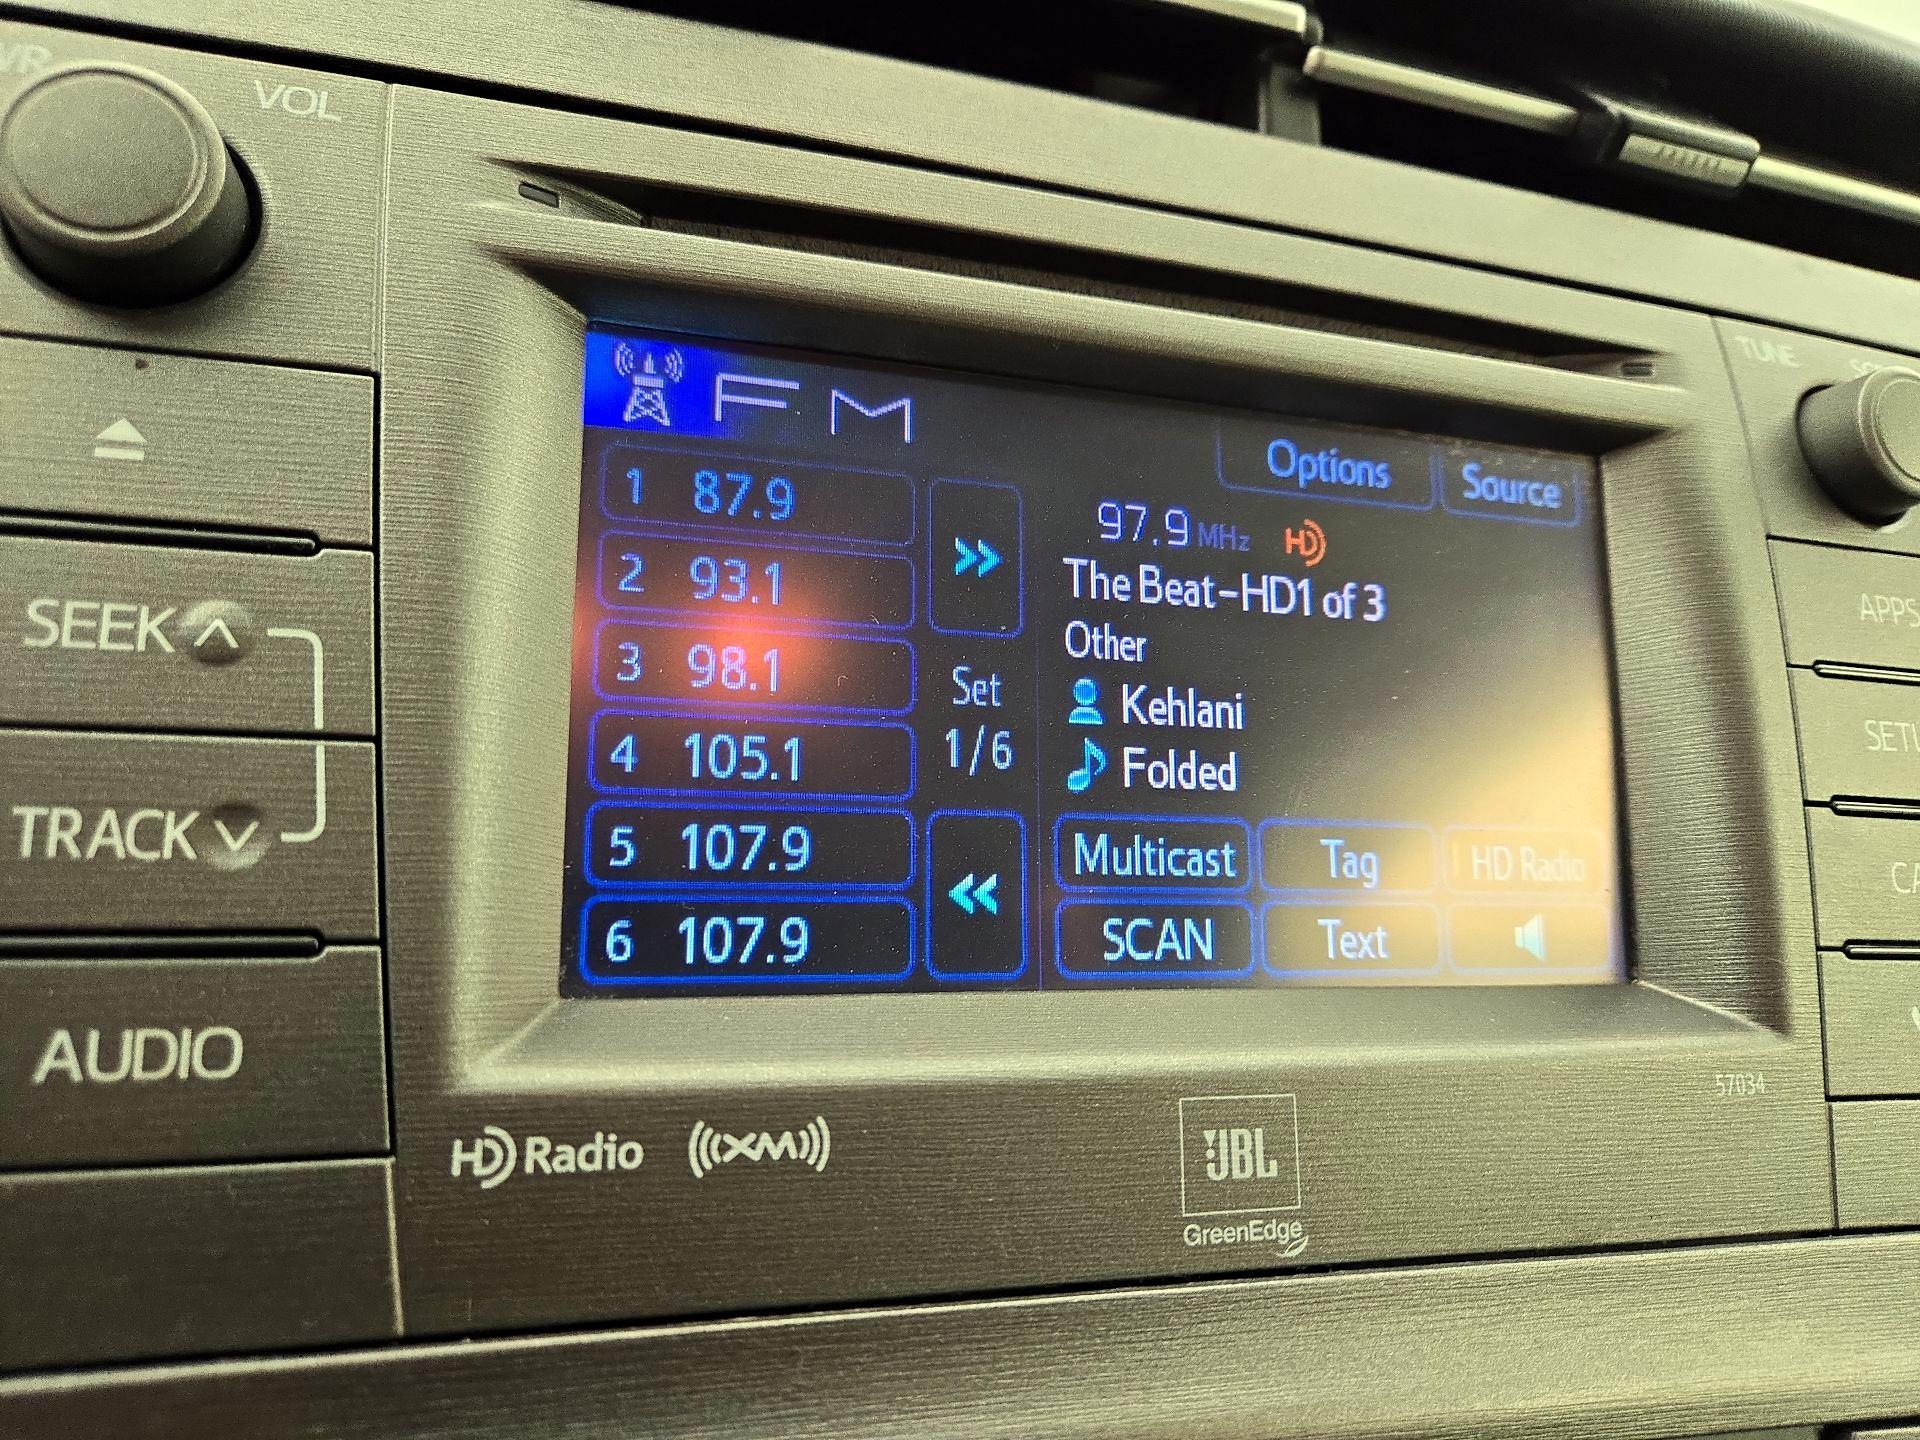 VOL
TUNE
FM
Options
Source
1 87.9
97.9 MHz HD
2 93.1
The Beat-HD1 of 3
Other
3 98.1
Set
Kehlani
4 105.1
1/6
Folded
5 107.9
Multicast
Tag
HD Radio
6 107.9
SCAN
Text
SEEK
TRACK
AUDIO
APPS
57034
HD Radio
((XM))
JBL
GreenEdge